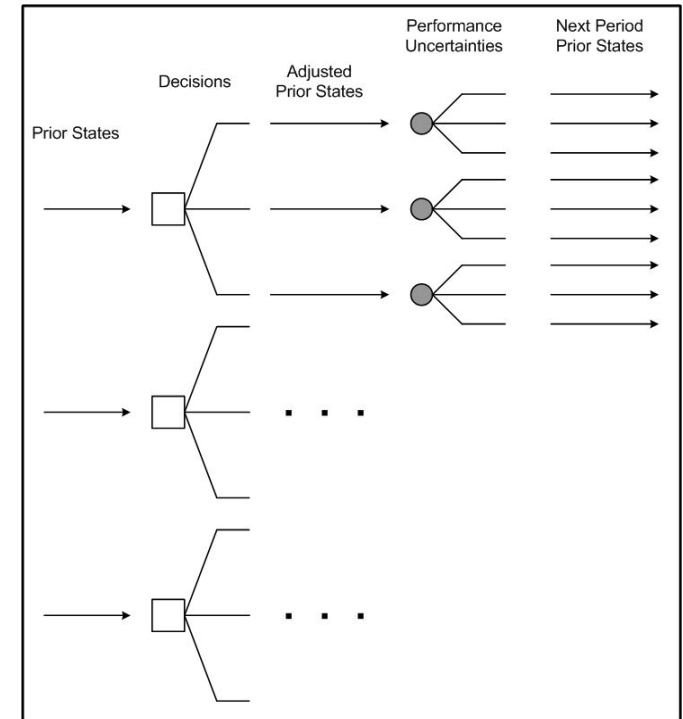 Prior States
Decisions
Adjusted
Prior States
Performance
Uncertainties
Next Period
Prior States